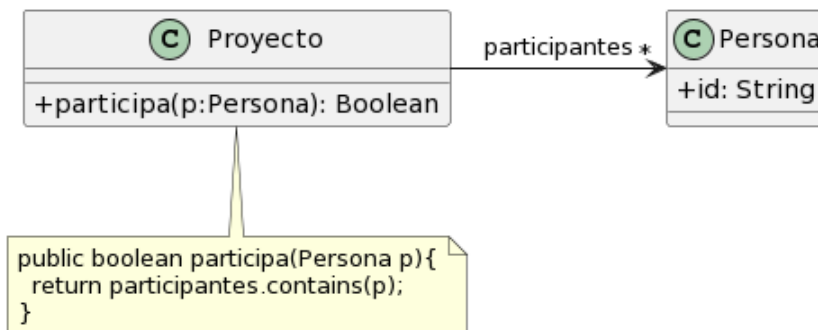 C Proyecto
+participa(p:Persona): Boolean
participantes *
C Persona
+id: String
public boolean participa(Persona p){
return participantes.contains(p);
}